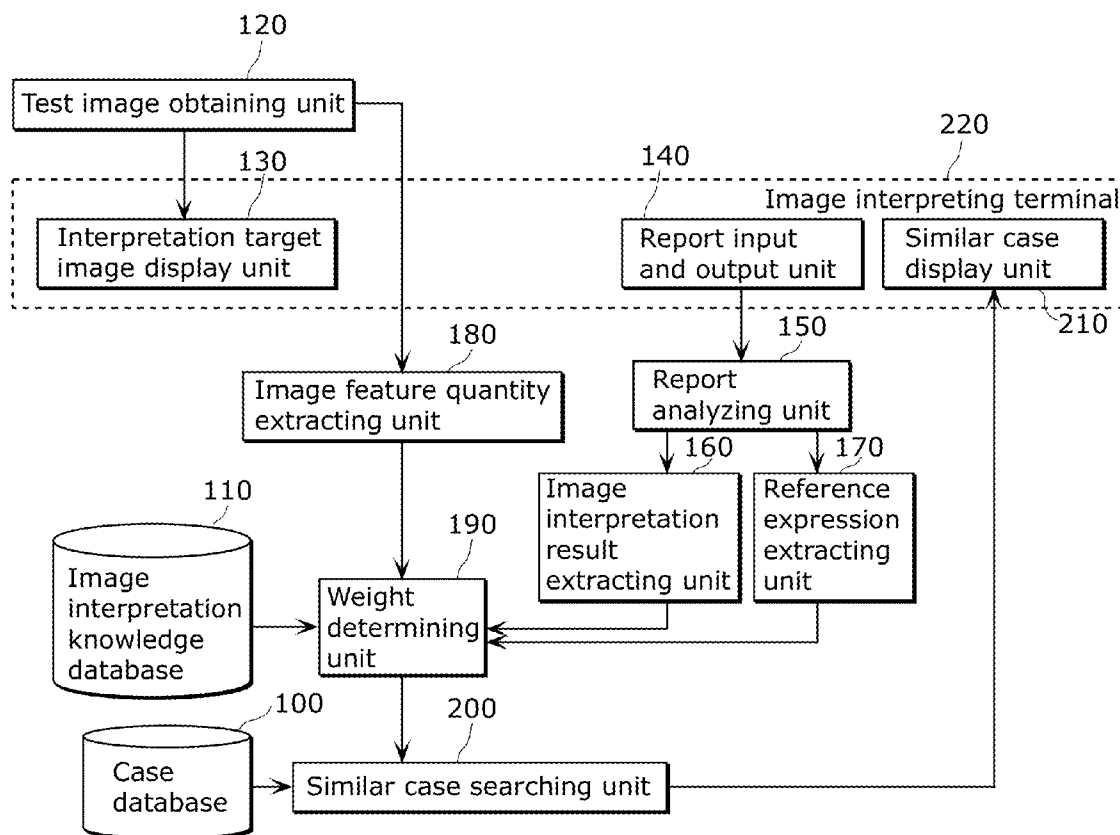 120
Test image obtaining unit
130
140
220
Image interpreting terminal
Interpretation target
image display unit
Report input
and output unit
Similar case
display unit
210
180
150
Image feature quantity
extracting unit
Report
analyzing unit
160
170
Image
interpretation
result
extracting unit
Reference
expression
extracting
unit
110
Image
interpretation
knowledge
database
190
Weight
determining
unit
100
Case
database
200
Similar case searching unit